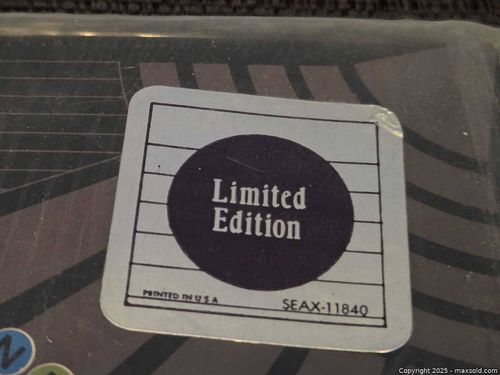 Limited
Edition
PRINTED IN U S A
SEAX-11840
N
Copyright 2025 - maxsold.com